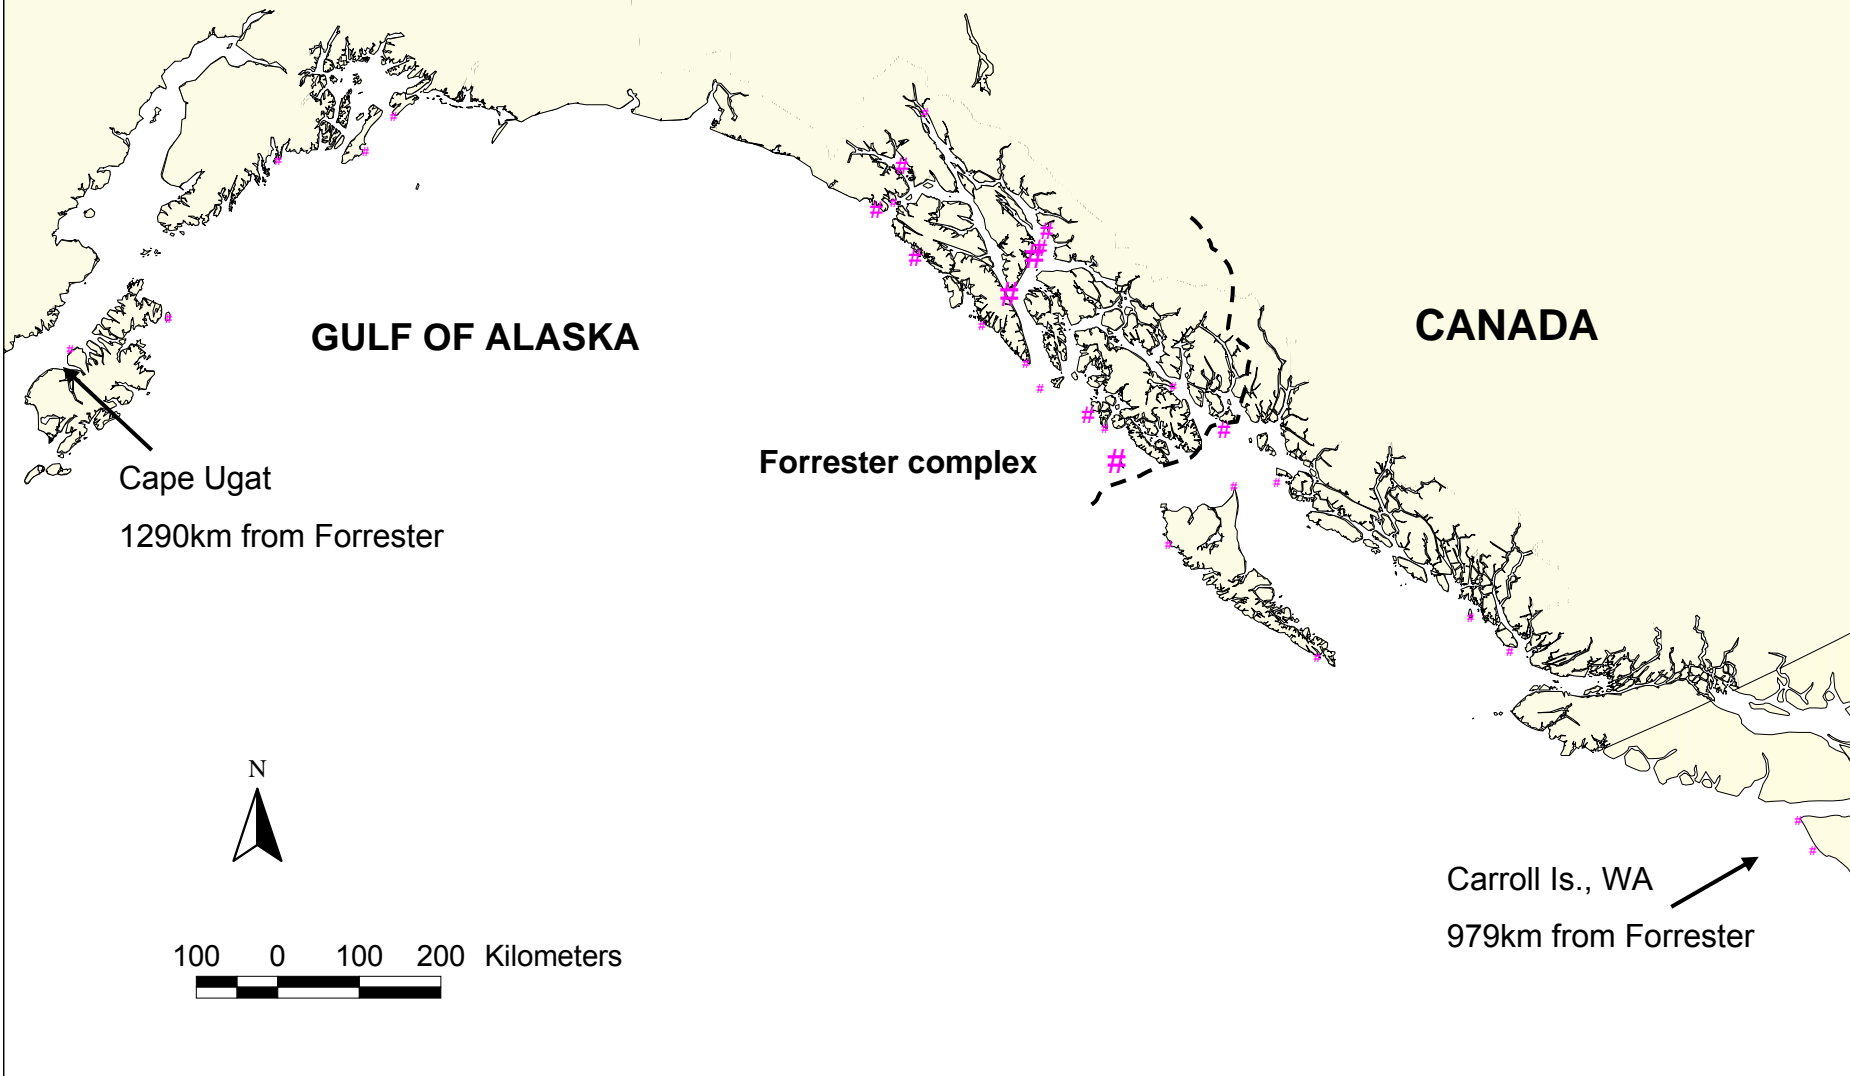 CANADA
GULF OF ALASKA
Forrester complex
Cape Ugat
1290km from Forrester
N
Carroll Is., WA
979km from Forrester
100 0 100 200 Kilometers